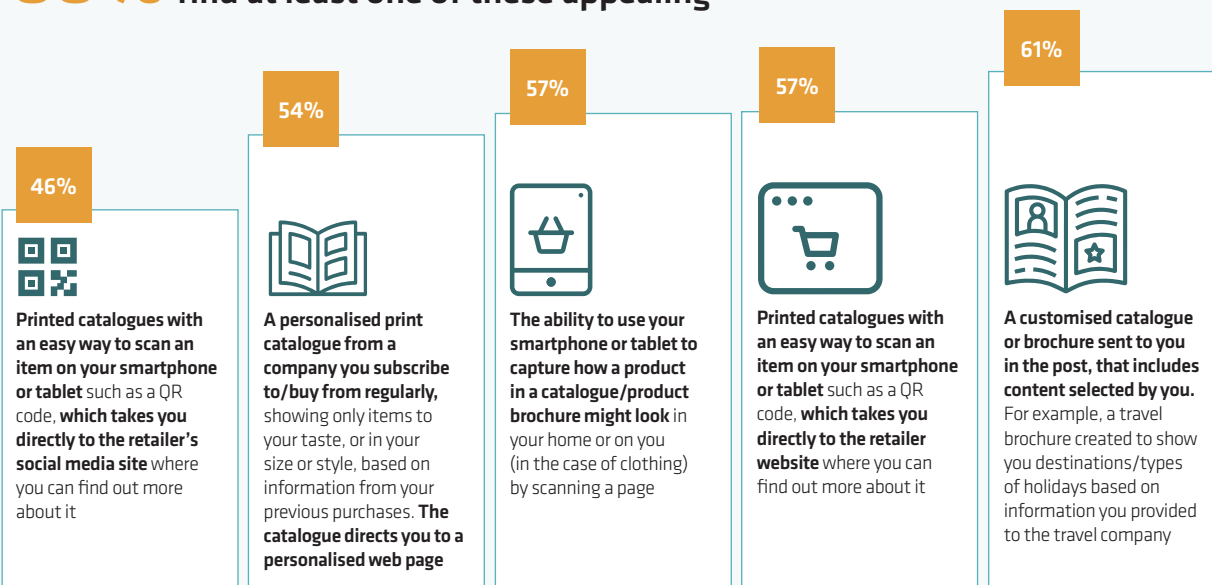 find at least one of these appealing
46%
Printed catalogues with
an easy way to scan an
item on your smartphone
or tablet such as a QR
code, which takes you
directly to the retailer's
social media site where
you can find out more
about it
54%
A personalised print
catalogue from a
company you subscribe
to/buy from regularly,
showing only items to
your taste, or in your
size or style, based on
information from your
previous purchases. The
catalogue directs you to a
personalised web page
57%
The ability to use your
smartphone or tablet to
capture how a product
in a catalogue/product
brochure might look in
your home or on you
(in the case of clothing)
by scanning a page
57%
Printed catalogues with
an easy way to scan an
item on your smartphone
or tablet such as a QR
code, which takes you
directly to the retailer
website where you can
find out more about it
61%
A customised catalogue
or brochure sent to you
in the post, that includes
content selected by you.
For example, a travel
brochure created to show
you destinations/types
of holidays based on
information you provided
to the travel company